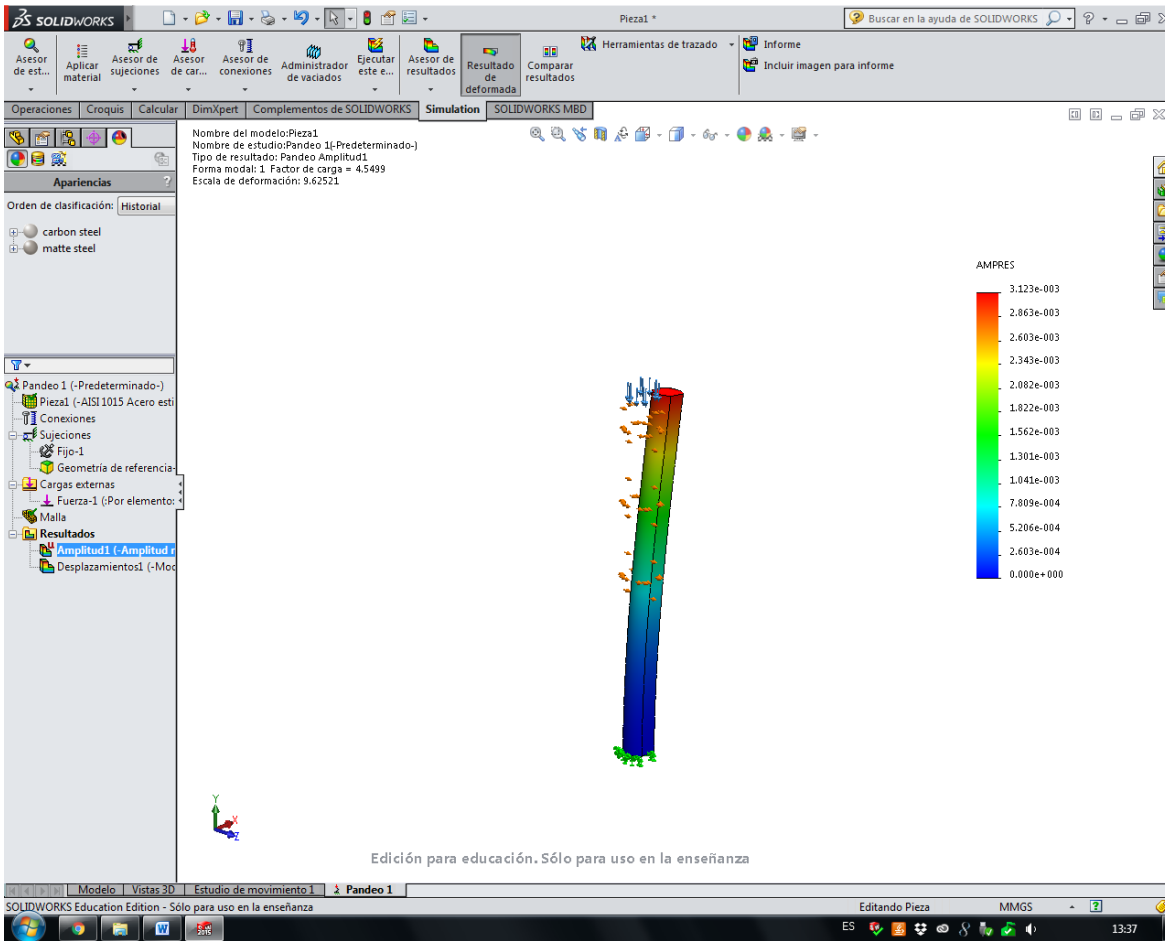 SOLIDWORKS
Pieza1 *
Buscar en la ayuda de SOLIDWORKS
Asesor de est...
Aplicar material
Asesor de sujeciones
Asesor de car...
Asesor de conexiones
Administrador de vaciados
Ejecutar este e...
Asesor de resultados
Resultado de deformada
Comparar resultados
Herramientas de trazado
Informe
Incluir imagen para informe
Operaciones
Croquis
Calcular
DimXpert
Complementos de SOLIDWORKS
Simulation
SOLIDWORKS MBD
Apariencias
?
Orden de clasificación: Historial
carbon steel
matte steel
Nombre del modelo:Pieza1
Nombre de estudio:Pandeo 1(-Predeterminado-)
Tipo de resultado: Pandeo Amplitud1
Forma modal: 1 Factor de carga = 4.5499
Escala de deformación: 9.62521
AMPRES
3.123e-003
2.863e-003
2.603e-003
2.343e-003
2.082e-003
1.822e-003
1.562e-003
1.301e-003
1.041e-003
7.809e-004
5.206e-004
2.603e-004
0.000e+000
Pandeo 1 (-Predeterminado-)
Pieza1 (-AISI 1015 Acero esti
Conexiones
Sujeciones
Fijo-1
Geometría de referencia-
Cargas externas
Fuerza-1 (:Por elemento:
Malla
Resultados
Amplitud1 (-Amplitud r
Desplazamientos1 (-Moc
Y
X
Z
Edición para educación. Sólo para uso en la enseñanza
Modelo
Vistas 3D
Estudio de movimiento 1
Pandeo 1
SOLIDWORKS Education Edition - Sólo para uso en la enseñanza
Editando Pieza
MMGS
ES
13:37